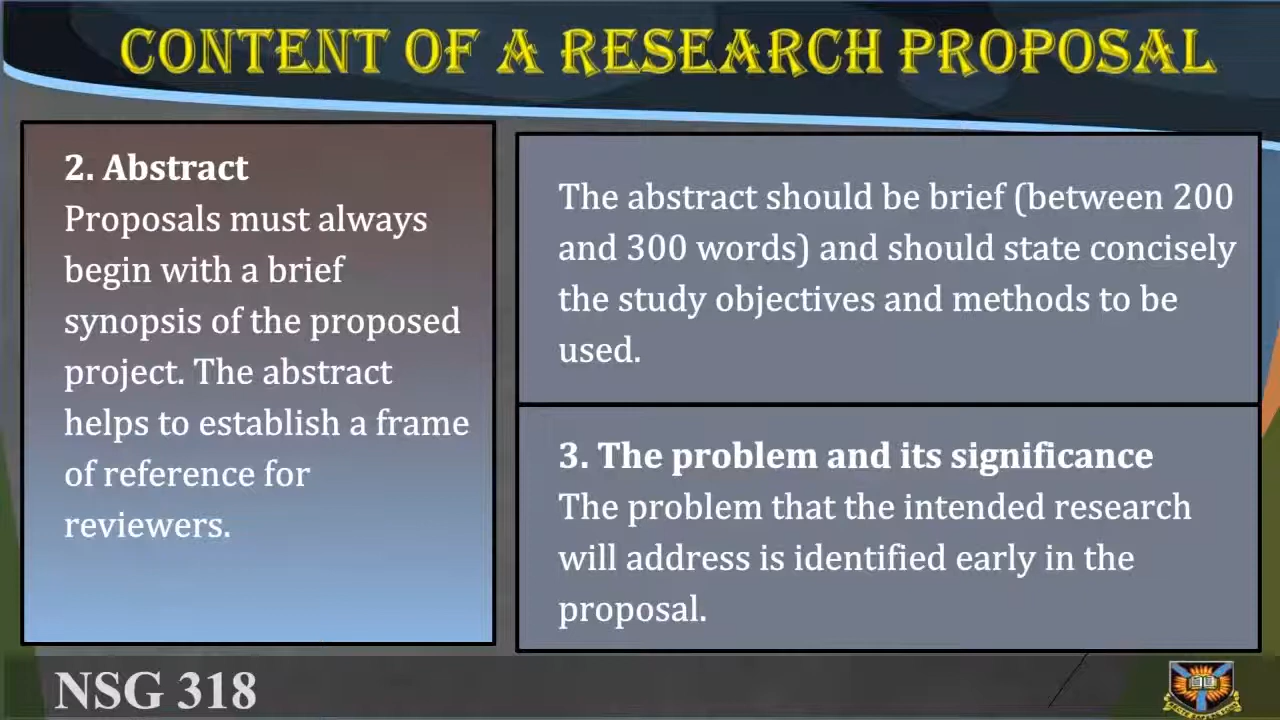 CONTENT OF A RESEARCH PROPOSAL
2. Abstract
Proposals must always
begin with a brief
synopsis of the proposed
project. The abstract
helps to establish a frame
of reference for
reviewers.
The abstract should be brief (between 200
and 300 words) and should state concisely
the study objectives and methods to be
used.
3. The problem and its significance
The problem that the intended research
will address is identified early in the
proposal.
NSG 318